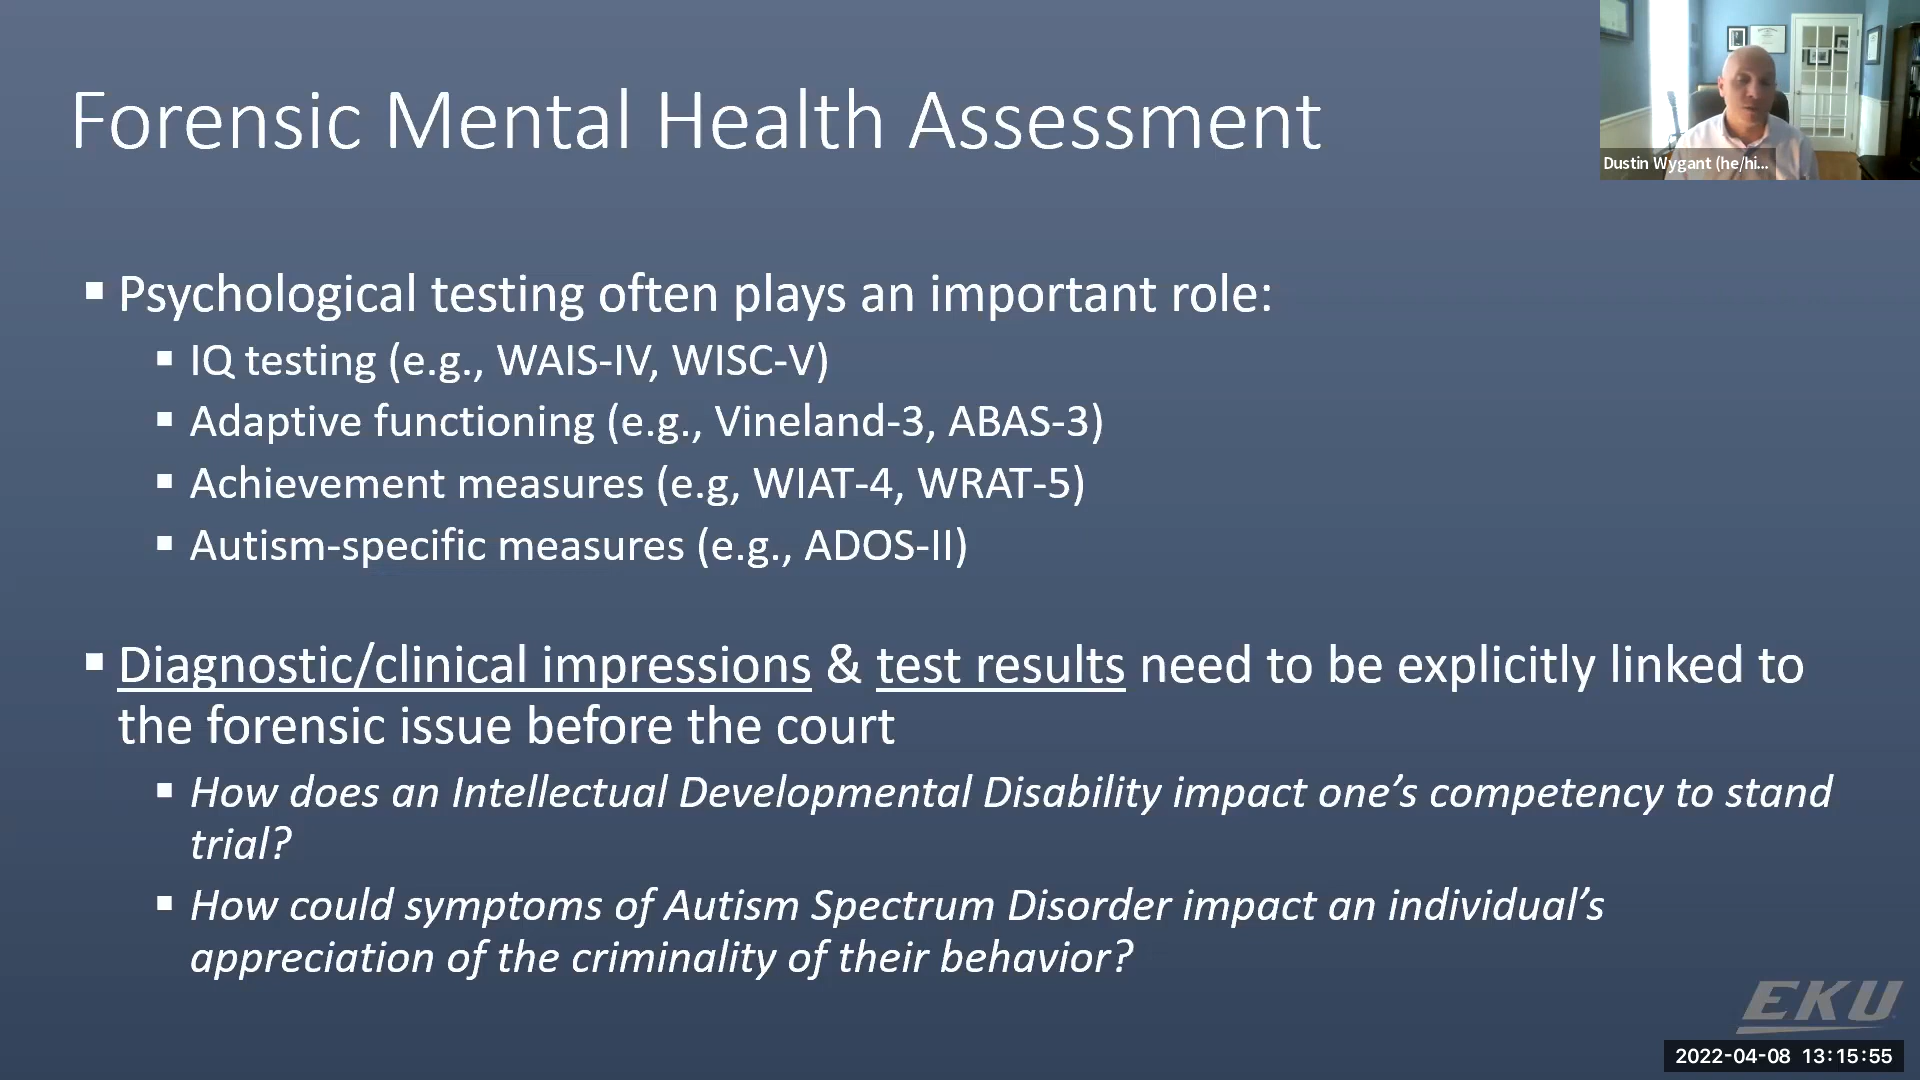 Forensic Mental Health Assessment
Dustin Wygant (he/hi...
▪ Psychological testing often plays an important role:
▪ IQ testing (e.g., WAIS-IV, WISC-V)
▪ Adaptive functioning (e.g., Vineland-3, ABAS-3)
▪ Achievement measures (e.g, WIAT-4, WRAT-5)
▪ Autism-specific measures (e.g., ADOS-II)
▪ Diagnostic/clinical impressions & test results need to be explicitly linked to
the forensic issue before the court
▪ How does an Intellectual Developmental Disability impact one’s competency to stand
trial?
▪ How could symptoms of Autism Spectrum Disorder impact an individual’s
appreciation of the criminality of their behavior?
EKU
2022-04-08 13:15:55